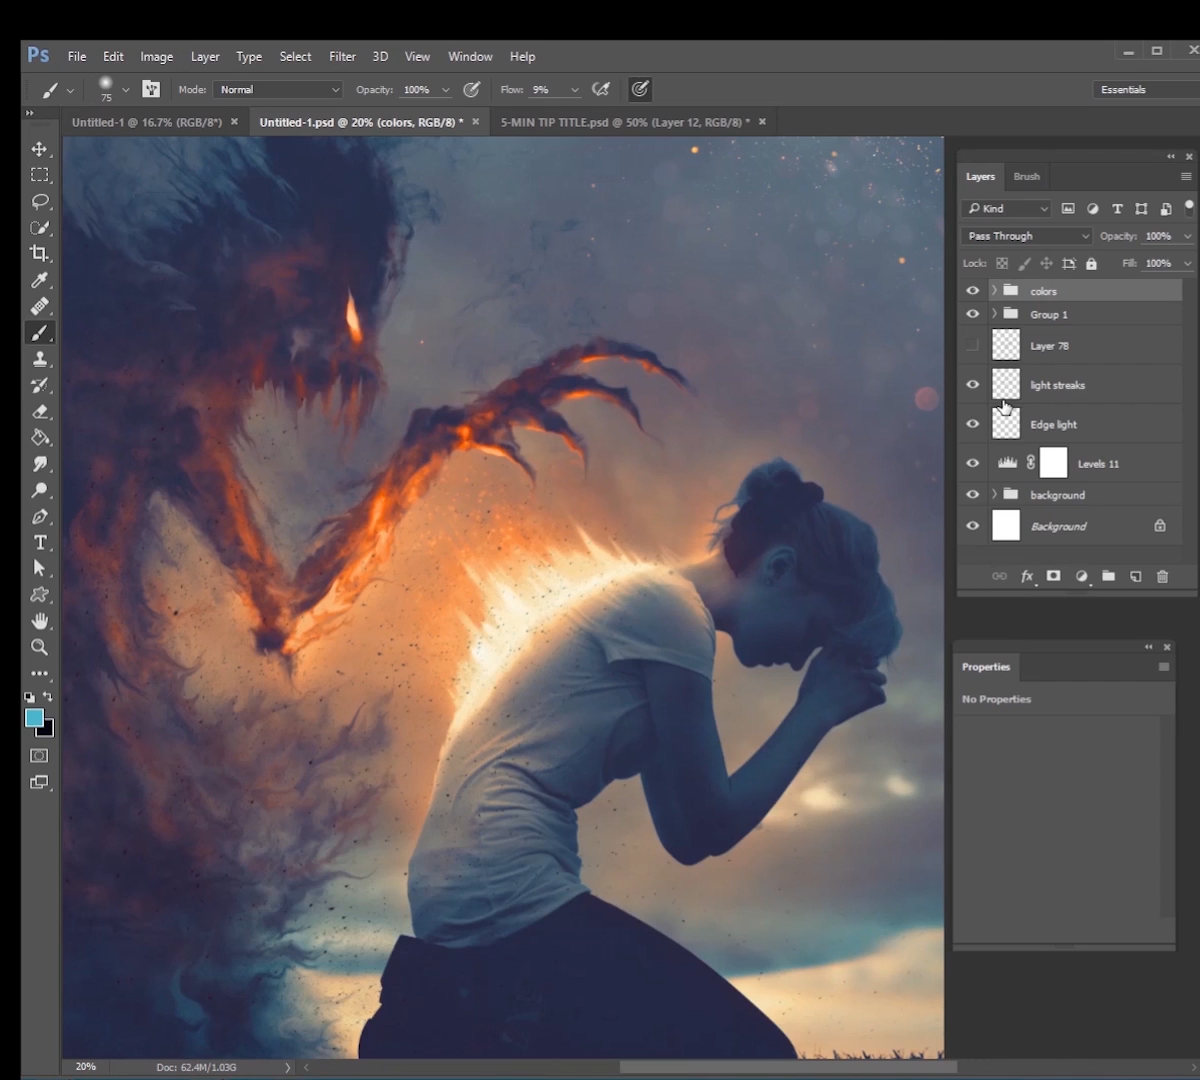 Ps File Edit Image Layer Type Select Filter 3D View Window Help
75 Mode: Normal Opacity: 100% Flow: 9% Essentials
Untitled-1 @ 16.7% (RGB/8*) × Untitled-1.psd @ 20% (colors, RGB/8) * × 5-MIN TIP TITLE.psd @ 50% (Layer 12, RGB/8) * ×
Layers Brush
Kind
Pass Through Opacity: 100%
Lock: Fill: 100%
colors
Group 1
Layer 78
light streaks
Edge light
Levels 11
background
Background
fx
Properties
No Properties
20% Doc: 62.4M/1.03G